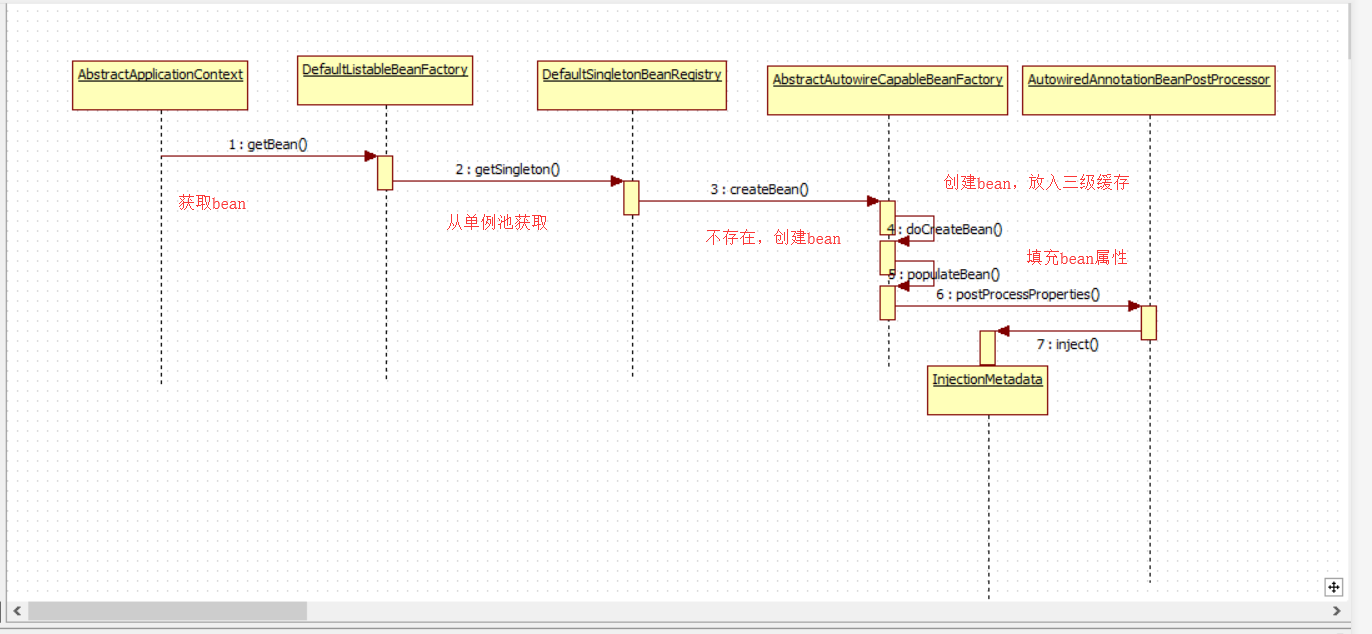 AbstractApplicationContext
DefaultListableBeanFactory
DefaultSingletonBeanRegistry
AbstractAutowireCapableBeanFactory
AutowiredAnnotationBeanPostProcessor
1 : getBean()
获取bean
2 : getSingleton()
从单例池获取
3 : createBean()
不存在，创建bean
创建bean，放入三级缓存
4 : doCreateBean()
填充bean属性
5 : populateBean()
6 : postProcessProperties()
7 : inject()
InjectionMetadata